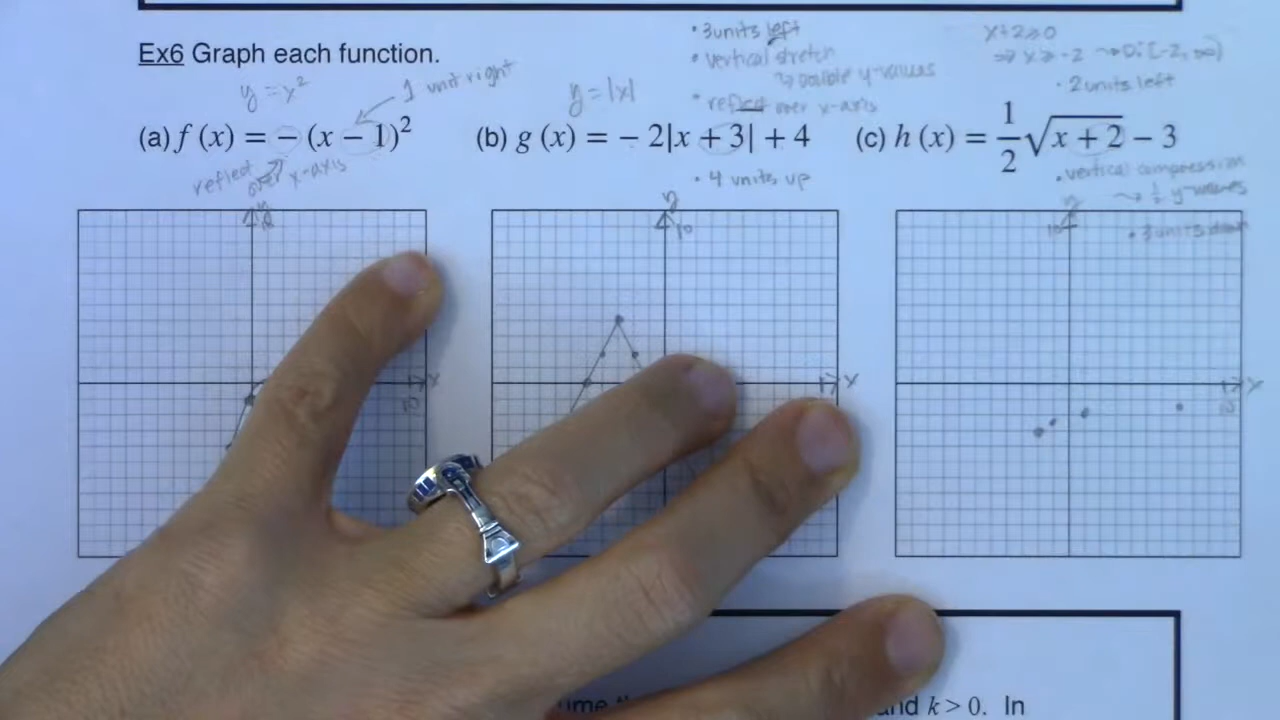 Ex6 Graph each function.
y = x²
1 unit right
(a) f (x) = − (x − 1)²
reflect over x-axis
y
10
x
10
y = |x|
• 3 units left
• vertical stretch
↝ double y-values
• reflect over x-axis
(b) g (x) = − 2|x + 3| + 4
• 4 units up
y
10
x
x+2≥0
⇒ x ≥ -2 ↝ D: [-2, ∞)
• 2 units left
(c) h (x) = 1/2 √(x + 2) − 3
• vertical compression
↝ ½ y-values
• 3 units down
y
10
x
10
and k > 0. In